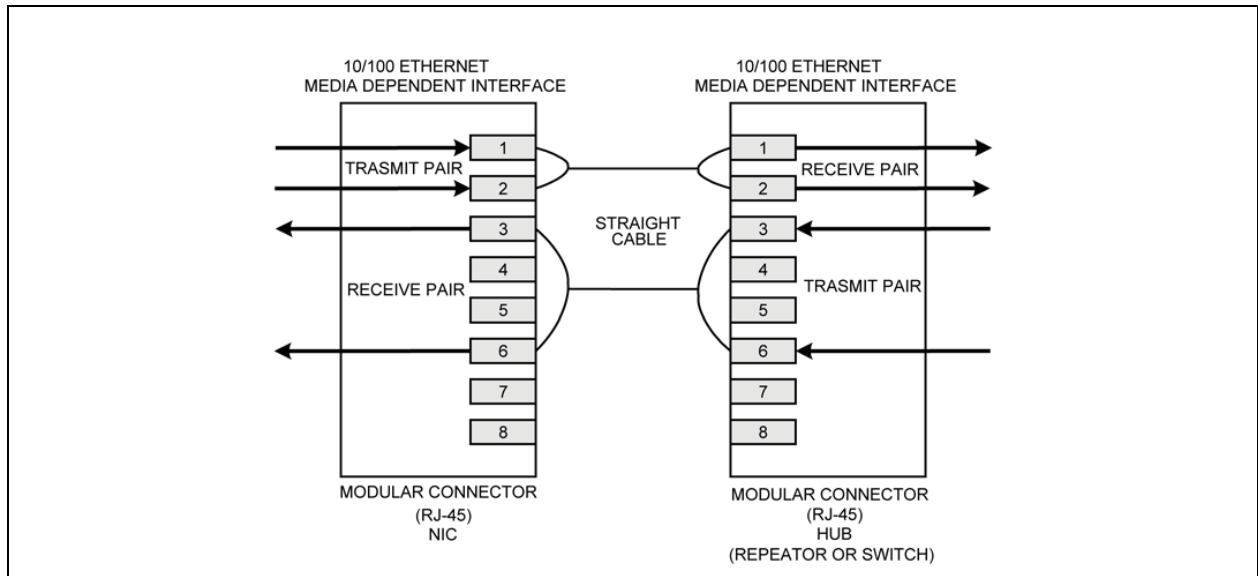 10/100 ETHERNET
MEDIA DEPENDENT INTERFACE
1
TRASMIT PAIR
2
3
4
RECEIVE PAIR
5
6
7
8
MODULAR CONNECTOR
(RJ-45)
NIC
STRAIGHT
CABLE
10/100 ETHERNET
MEDIA DEPENDENT INTERFACE
1
RECEIVE PAIR
2
3
4
TRASMIT PAIR
5
6
7
8
MODULAR CONNECTOR
(RJ-45)
HUB
(REPEATOR OR SWITCH)